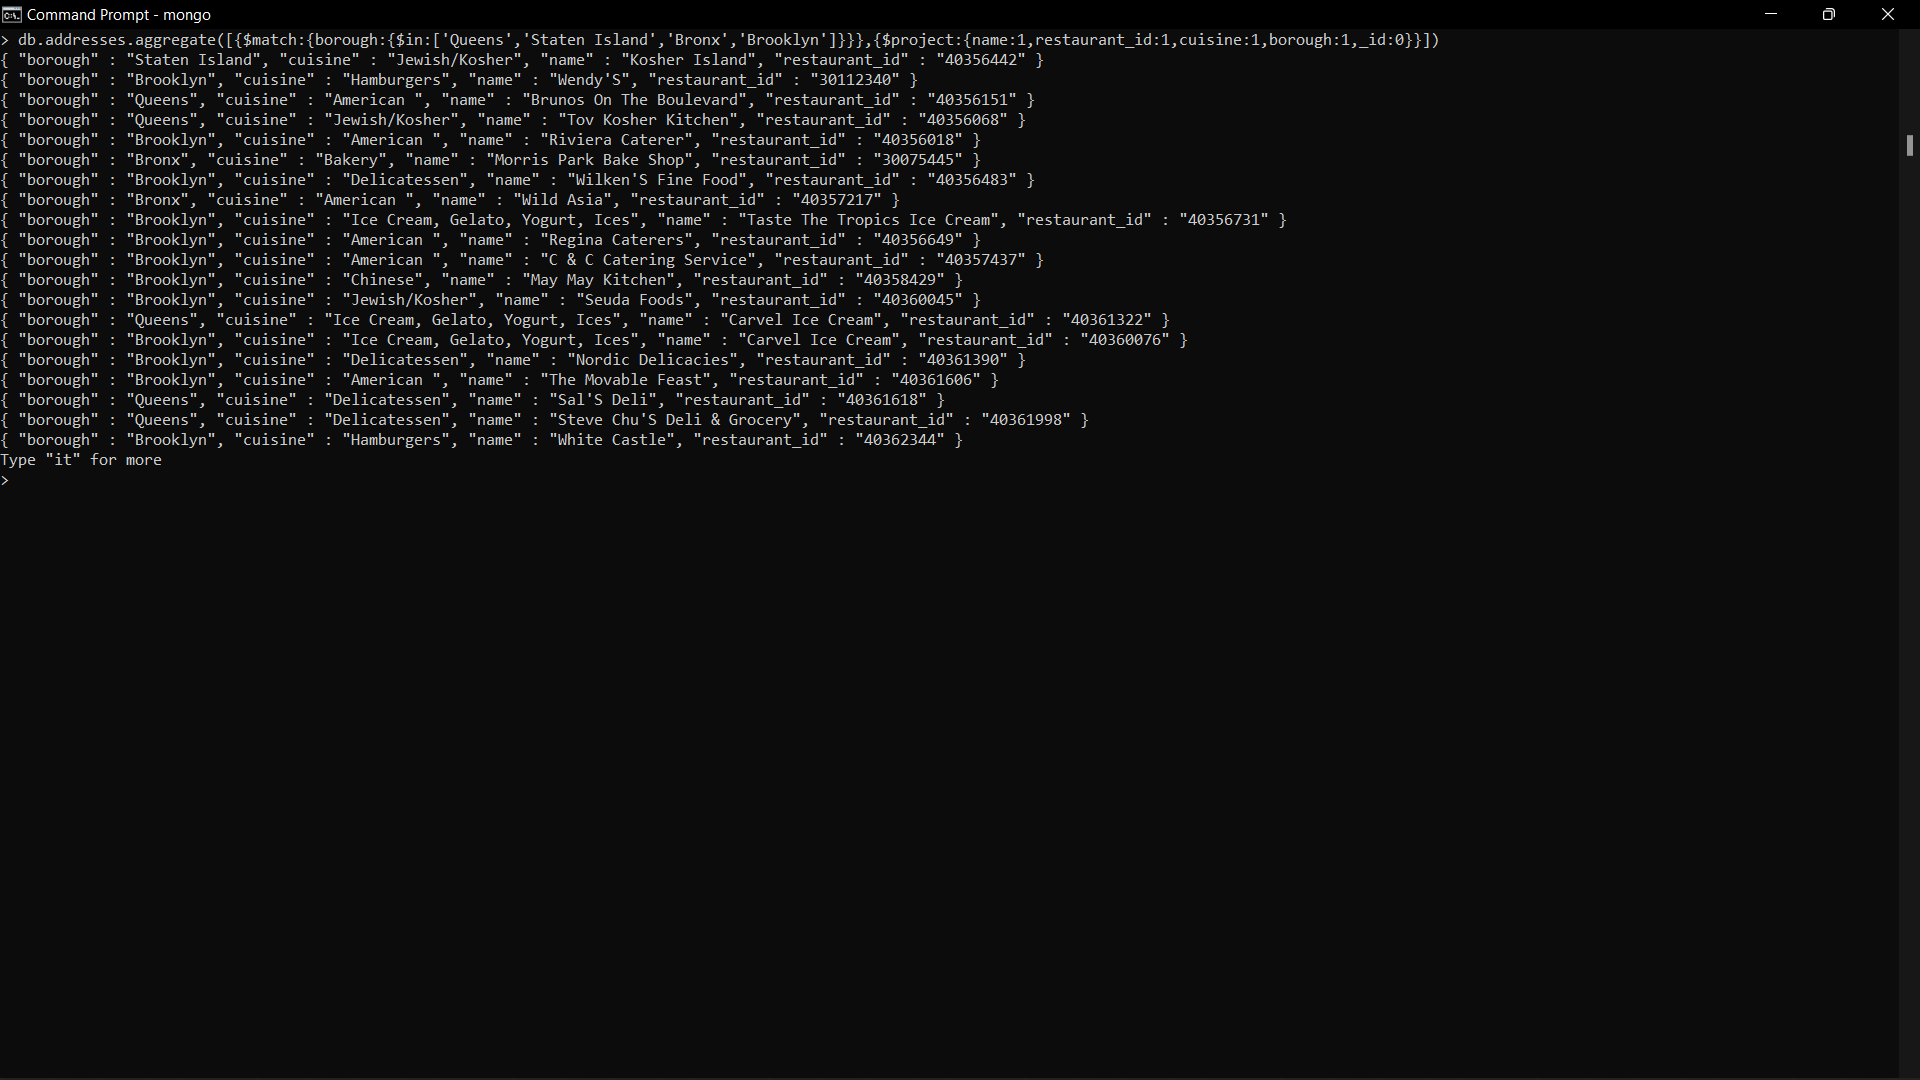 Command Prompt - mongo
> db.addresses.aggregate([{$match:{borough:{$in:['Queens','Staten Island','Bronx','Brooklyn']}}},{$project:{name:1,restaurant_id:1,cuisine:1,borough:1,_id:0}}])
{ "borough" : "Staten Island", "cuisine" : "Jewish/Kosher", "name" : "Kosher Island", "restaurant_id" : "40356442" }
{ "borough" : "Brooklyn", "cuisine" : "Hamburgers", "name" : "Wendy'S", "restaurant_id" : "30112340" }
{ "borough" : "Queens", "cuisine" : "American ", "name" : "Brunos On The Boulevard", "restaurant_id" : "40356151" }
{ "borough" : "Queens", "cuisine" : "Jewish/Kosher", "name" : "Tov Kosher Kitchen", "restaurant_id" : "40356068" }
{ "borough" : "Brooklyn", "cuisine" : "American ", "name" : "Riviera Caterer", "restaurant_id" : "40356018" }
{ "borough" : "Bronx", "cuisine" : "Bakery", "name" : "Morris Park Bake Shop", "restaurant_id" : "30075445" }
{ "borough" : "Brooklyn", "cuisine" : "Delicatessen", "name" : "Wilken'S Fine Food", "restaurant_id" : "40356483" }
{ "borough" : "Bronx", "cuisine" : "American ", "name" : "Wild Asia", "restaurant_id" : "40357217" }
{ "borough" : "Brooklyn", "cuisine" : "Ice Cream, Gelato, Yogurt, Ices", "name" : "Taste The Tropics Ice Cream", "restaurant_id" : "40356731" }
{ "borough" : "Brooklyn", "cuisine" : "American ", "name" : "Regina Caterers", "restaurant_id" : "40356649" }
{ "borough" : "Brooklyn", "cuisine" : "American ", "name" : "C & C Catering Service", "restaurant_id" : "40357437" }
{ "borough" : "Brooklyn", "cuisine" : "Chinese", "name" : "May May Kitchen", "restaurant_id" : "40358429" }
{ "borough" : "Brooklyn", "cuisine" : "Jewish/Kosher", "name" : "Seuda Foods", "restaurant_id" : "40360045" }
{ "borough" : "Queens", "cuisine" : "Ice Cream, Gelato, Yogurt, Ices", "name" : "Carvel Ice Cream", "restaurant_id" : "40361322" }
{ "borough" : "Brooklyn", "cuisine" : "Ice Cream, Gelato, Yogurt, Ices", "name" : "Carvel Ice Cream", "restaurant_id" : "40360076" }
{ "borough" : "Brooklyn", "cuisine" : "Delicatessen", "name" : "Nordic Delicacies", "restaurant_id" : "40361390" }
{ "borough" : "Brooklyn", "cuisine" : "American ", "name" : "The Movable Feast", "restaurant_id" : "40361606" }
{ "borough" : "Queens", "cuisine" : "Delicatessen", "name" : "Sal'S Deli", "restaurant_id" : "40361618" }
{ "borough" : "Queens", "cuisine" : "Delicatessen", "name" : "Steve Chu'S Deli & Grocery", "restaurant_id" : "40361998" }
{ "borough" : "Brooklyn", "cuisine" : "Hamburgers", "name" : "White Castle", "restaurant_id" : "40362344" }
Type "it" for more
>